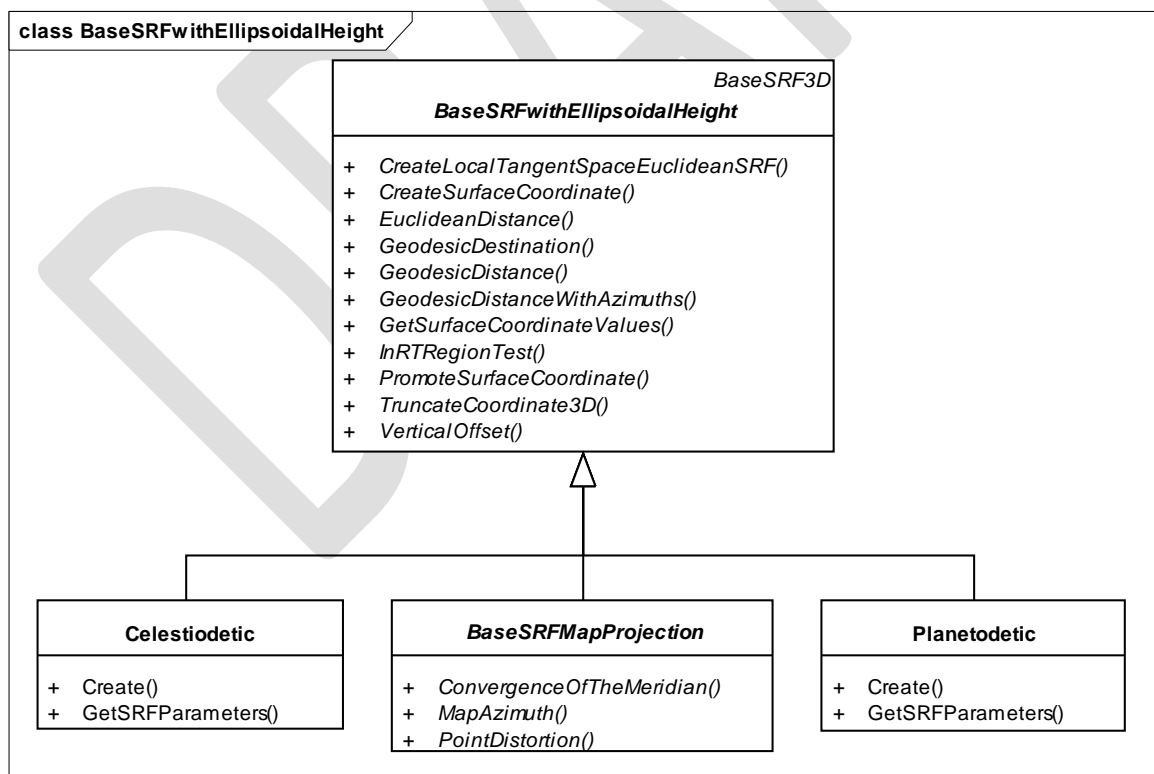 class BaseSRFwithEllipsoidalHeight
BaseSRF3D
BaseSRFwithEllipsoidalHeight
+ CreateLocalTangentSpaceEuclideanSRF()
+ CreateSurfaceCoordinate()
+ EuclideanDistance()
+ GeodesicDestination()
+ GeodesicDistance()
+ GeodesicDistanceWithAzimuths()
+ GetSurfaceCoordinateValues()
+ InRTRegionTest()
+ PromoteSurfaceCoordinate()
+ TruncateCoordinate3D()
+ VerticalOffset()
Celestiodetic
+ Create()
+ GetSRFParameters()
BaseSRFMapProjection
+ ConvergenceOfTheMeridian()
+ MapAzimuth()
+ PointDistortion()
Planetodetic
+ Create()
+ GetSRFParameters()